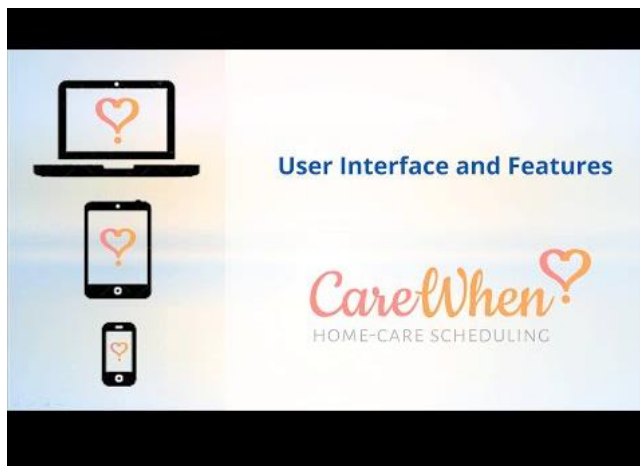 User Interface and Features
CareWhen
HOME-CARE SCHEDULING